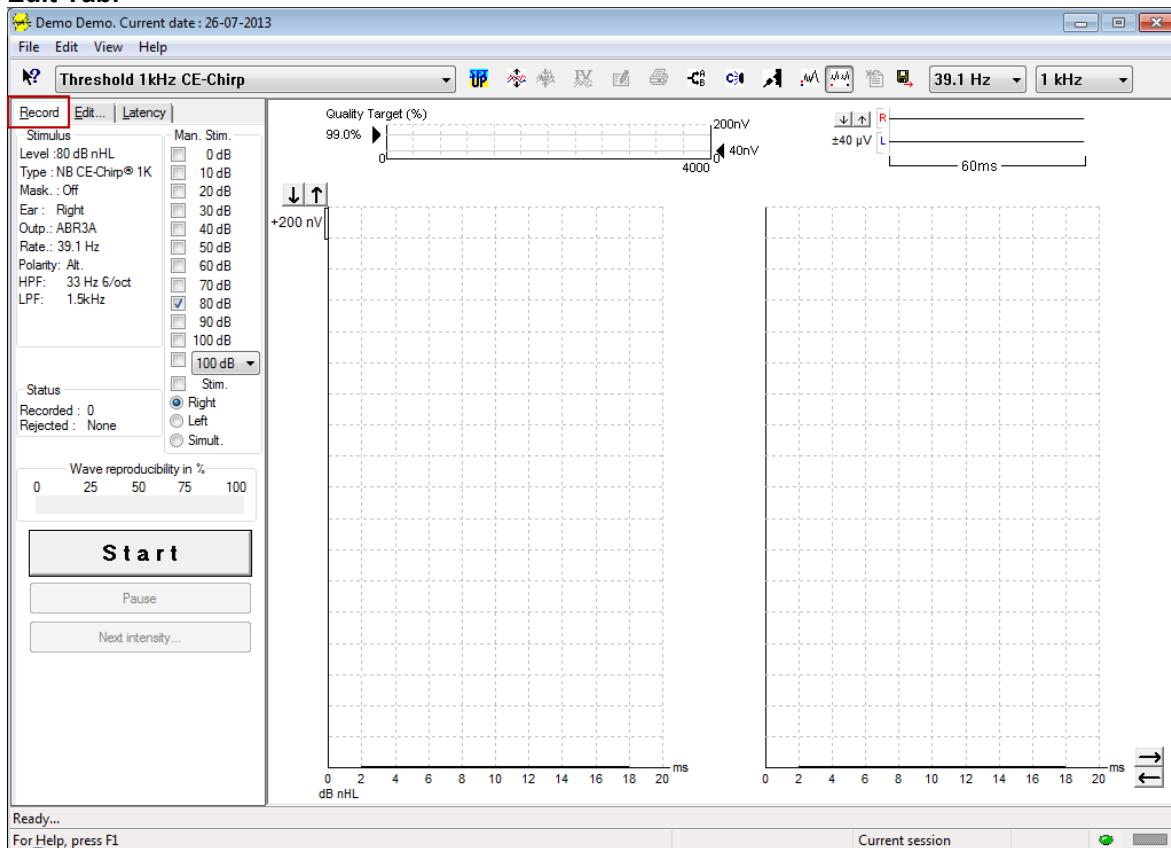 Edit Tab.
Demo Demo. Current date : 26-07-2013
File Edit View Help
Threshold 1kHz CE-Chirp
39.1 Hz
1 kHz
Record Edit... Latency
Stimulus
Level :80 dB nHL
Type : NB CE-Chirp® 1K
Mask. : Off
Ear : Right
Outp.: ABR3A
Rate.: 39.1 Hz
Polarity: Alt.
HPF: 33 Hz 6/oct
LPF: 1.5kHz
Man. Stim.
0 dB
10 dB
20 dB
30 dB
40 dB
50 dB
60 dB
70 dB
80 dB
90 dB
100 dB
100 dB
Stim.
Right
Left
Simult.
Status
Recorded : 0
Rejected : None
Wave reproducibility in %
0 25 50 75 100
Start
Pause
Next intensity...
Quality Target (%)
99.0%
0
4000
200nV
40nV
0
R
±40 µV L
60ms
+200 nV
0 2 4 6 8 10 12 14 16 18 20 ms
dB nHL
0 2 4 6 8 10 12 14 16 18 20 ms
Ready...
For Help, press F1
Current session